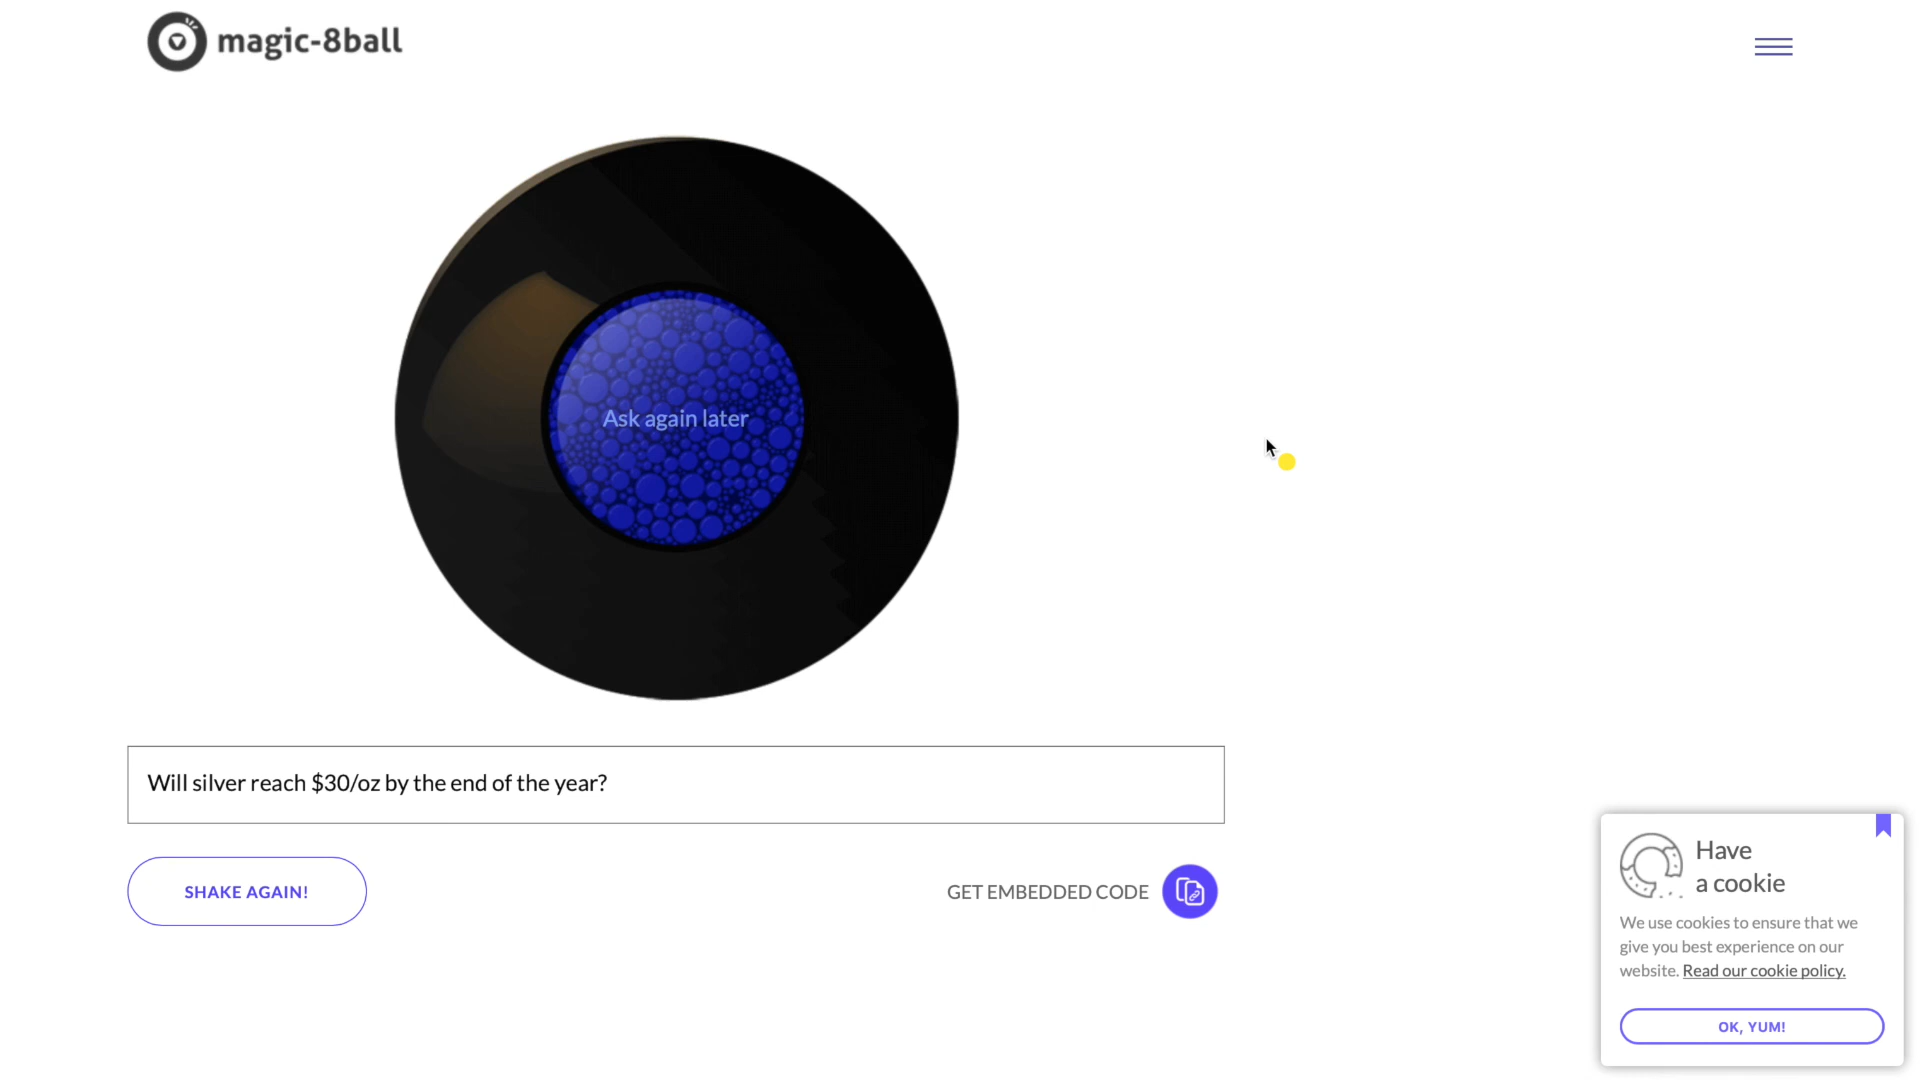 magic-8ball
Ask again later
Will silver reach $30/oz by the end of the year?
SHAKE AGAIN!
GET EMBEDDED CODE
Have
a cookie
We use cookies to ensure that we
give you best experience on our
website. Read our cookie policy.
OK, YUM!